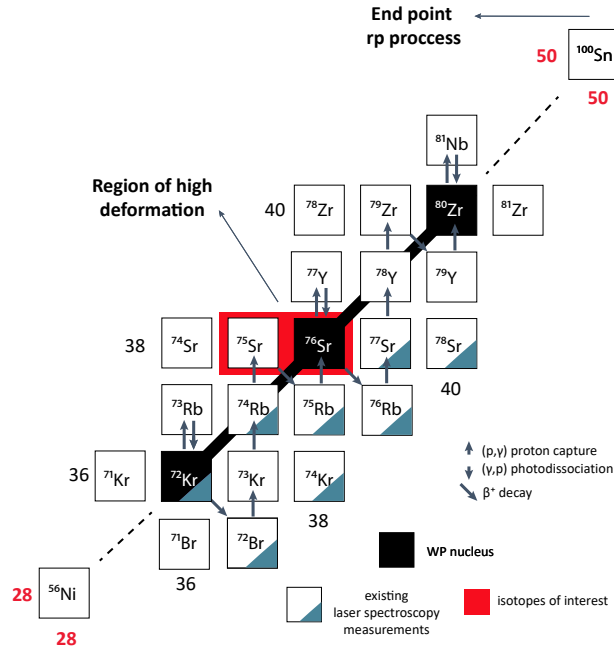 End point
rp proccess
50
¹⁰⁰Sn
50
⁸¹Nb
Region of high
deformation
40
⁷⁸Zr
⁷⁹Zr
⁸⁰Zr
⁸¹Zr
⁷⁷Y
⁷⁸Y
⁷⁹Y
38
⁷⁴Sr
⁷⁵Sr
⁷⁶Sr
⁷⁷Sr
⁷⁸Sr
40
⁷³Rb
⁷⁴Rb
⁷⁵Rb
⁷⁶Rb
36
⁷¹Kr
⁷²Kr
⁷³Kr
⁷⁴Kr
38
(p,γ) proton capture
(γ,p) photodissociation
β⁺ decay
⁷¹Br
⁷²Br
36
WP nucleus
28
⁵⁶Ni
28
existing
laser spectroscopy
measurements
isotopes of interest